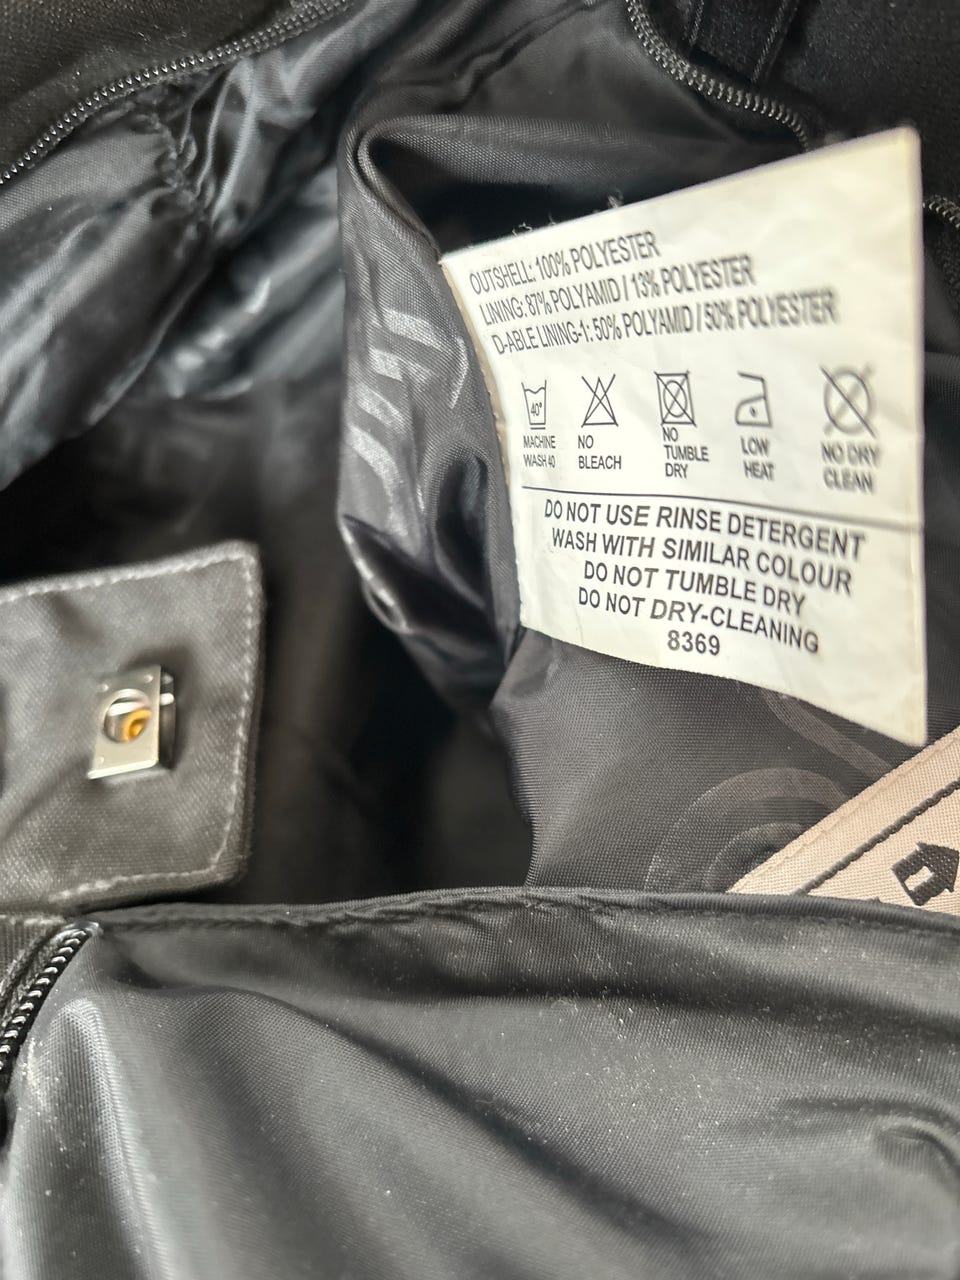 OUTSHELL: 100% POLYESTER
LINING: 87% POLYAMID / 13% POLYESTER
D-ABLE LINING-1: 50% POLYAMID / 50% POLYESTER
40°
MACHINE WASH 40
NO BLEACH
NO TUMBLE DRY
LOW HEAT
NO DRY CLEAN
DO NOT USE RINSE DETERGENT
WASH WITH SIMILAR COLOUR
DO NOT TUMBLE DRY
DO NOT DRY-CLEANING
8369